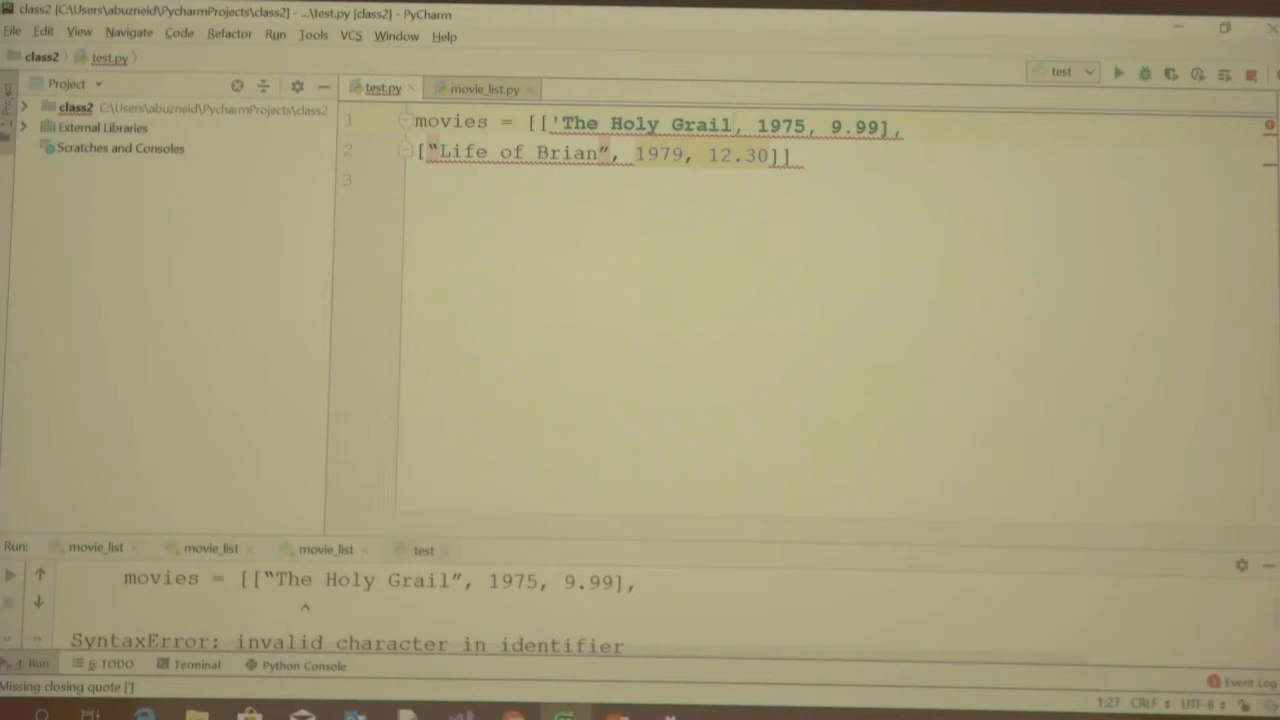 class2 [C:\Users\abuzneid\PycharmProjects\class2] - ...\test.py [class2] - PyCharm
File Edit View Navigate Code Refactor Run Tools VCS Window Help
class2 test.py
test
Project
test.py
movie_list.py
Project
class2 C:\Users\abuzneid\PycharmProjects\class2
External Libraries
Scratches and Consoles
1 movies = [['The Holy Grail, 1975, 9.99],
2 [“Life of Brian”, 1979, 12.30]]
3
Run: movie_list movie_list movie_list test
movies = [[“The Holy Grail”, 1975, 9.99],
^
SyntaxError: invalid character in identifier
4: Run 6: TODO Terminal Python Console
Event Log
Missing closing quote [']
1:27 CRLF UTF-8